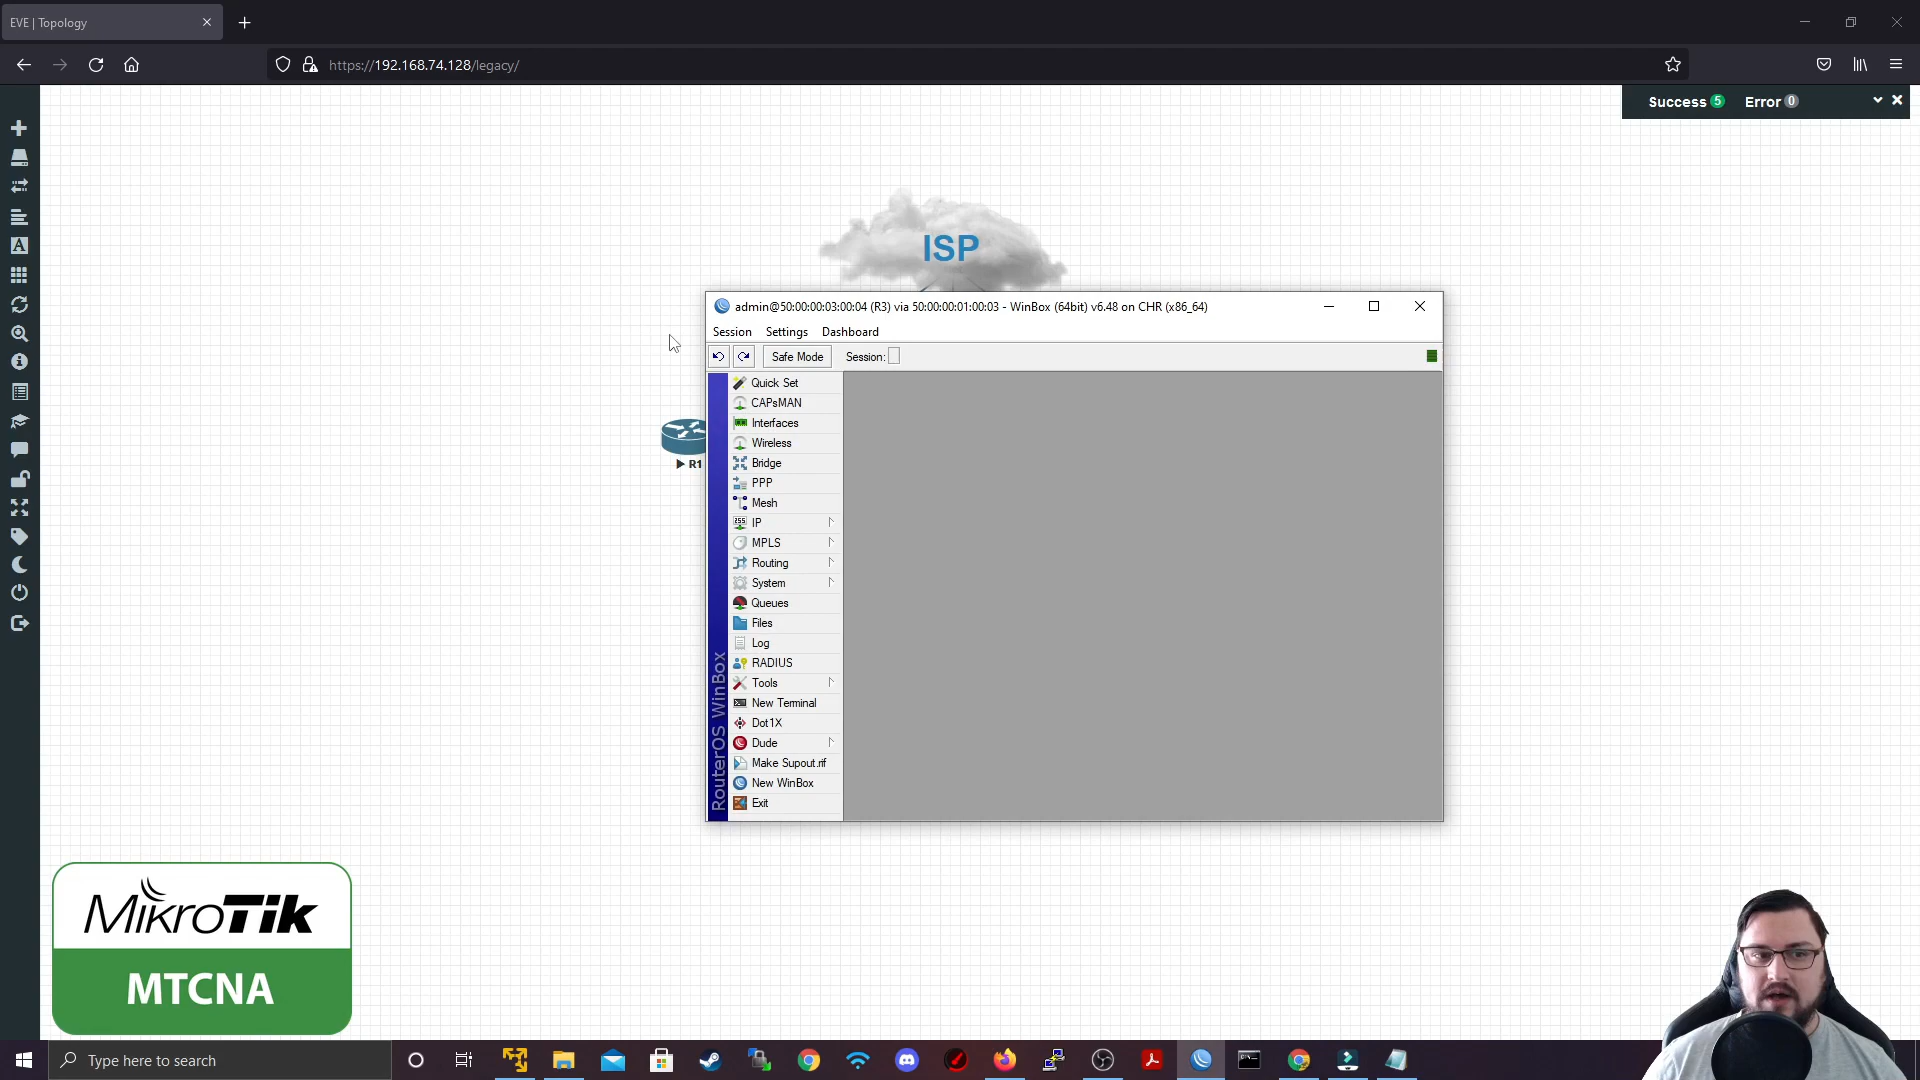 EVE | Topology
https://192.168.74.128/legacy/
Success 5 Error 0
ISP
admin@50:00:00:03:00:04 (R3) via 50:00:00:01:00:03 - WinBox (64bit) v6.48 on CHR (x86_64)
Session Settings Dashboard
Safe Mode Session:
Quick Set
CAPsMAN
Interfaces
Wireless
Bridge
PPP
Mesh
IP
MPLS
Routing
System
Queues
Files
Log
RADIUS
Tools
New Terminal
Dot1X
Dude
Make Supout.rif
New WinBox
Exit
RouterOS WinBox
R1
MikroTik
MTCNA
Type here to search